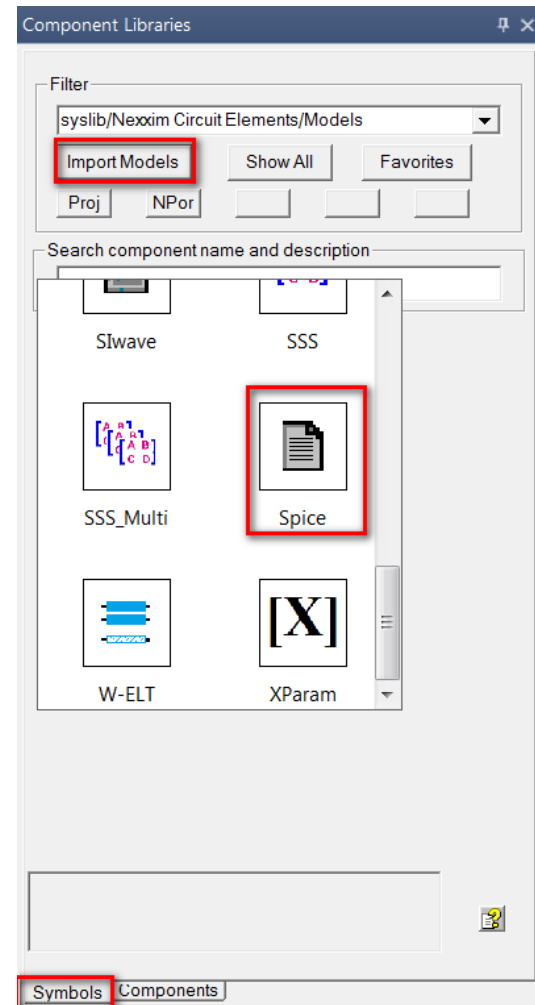 Component Libraries
Filter
syslib/Nexxim Circuit Elements/Models
Import Models Show All Favorites
Proj NPor
Search component name and description
SIwave SSS
SSS_Multi Spice
[X]
W-ELT XParam
Symbols Components